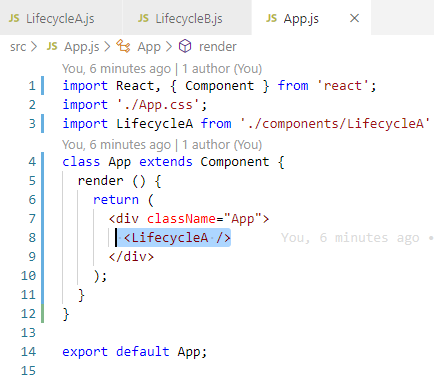 JS LifecycleA.js JS LifecycleB.js JS App.js ×
src > JS App.js > App > render
You, 6 minutes ago | 1 author (You)
1 import React, { Component } from 'react';
2 import './App.css';
3 import LifecycleA from './components/LifecycleA'
You, 6 minutes ago | 1 author (You)
4 class App extends Component {
5 render () {
6 return (
7 <div className="App">
8 <LifecycleA /> You, 6 minutes ago •
9 </div>
10 );
11 }
12 }
13
14 export default App;
15